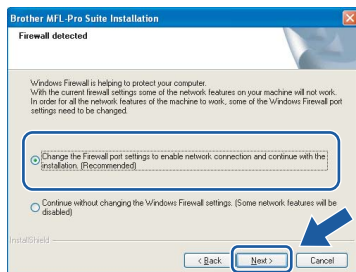 Brother MFL-Pro Suite Installation
Firewall detected
Windows Firewall is helping to protect your computer.
With the current firewall settings some of the network features on your machine will not work.
In order for all the network features of the machine to work, some of the Windows Firewall port
settings need to be changed.
Change the Firewall port settings to enable network connection and continue with the
installation. (Recommended)
Continue without changing the Windows Firewall settings. (Some network features will be
disabled)
InstallShield
< Back Next > Cancel